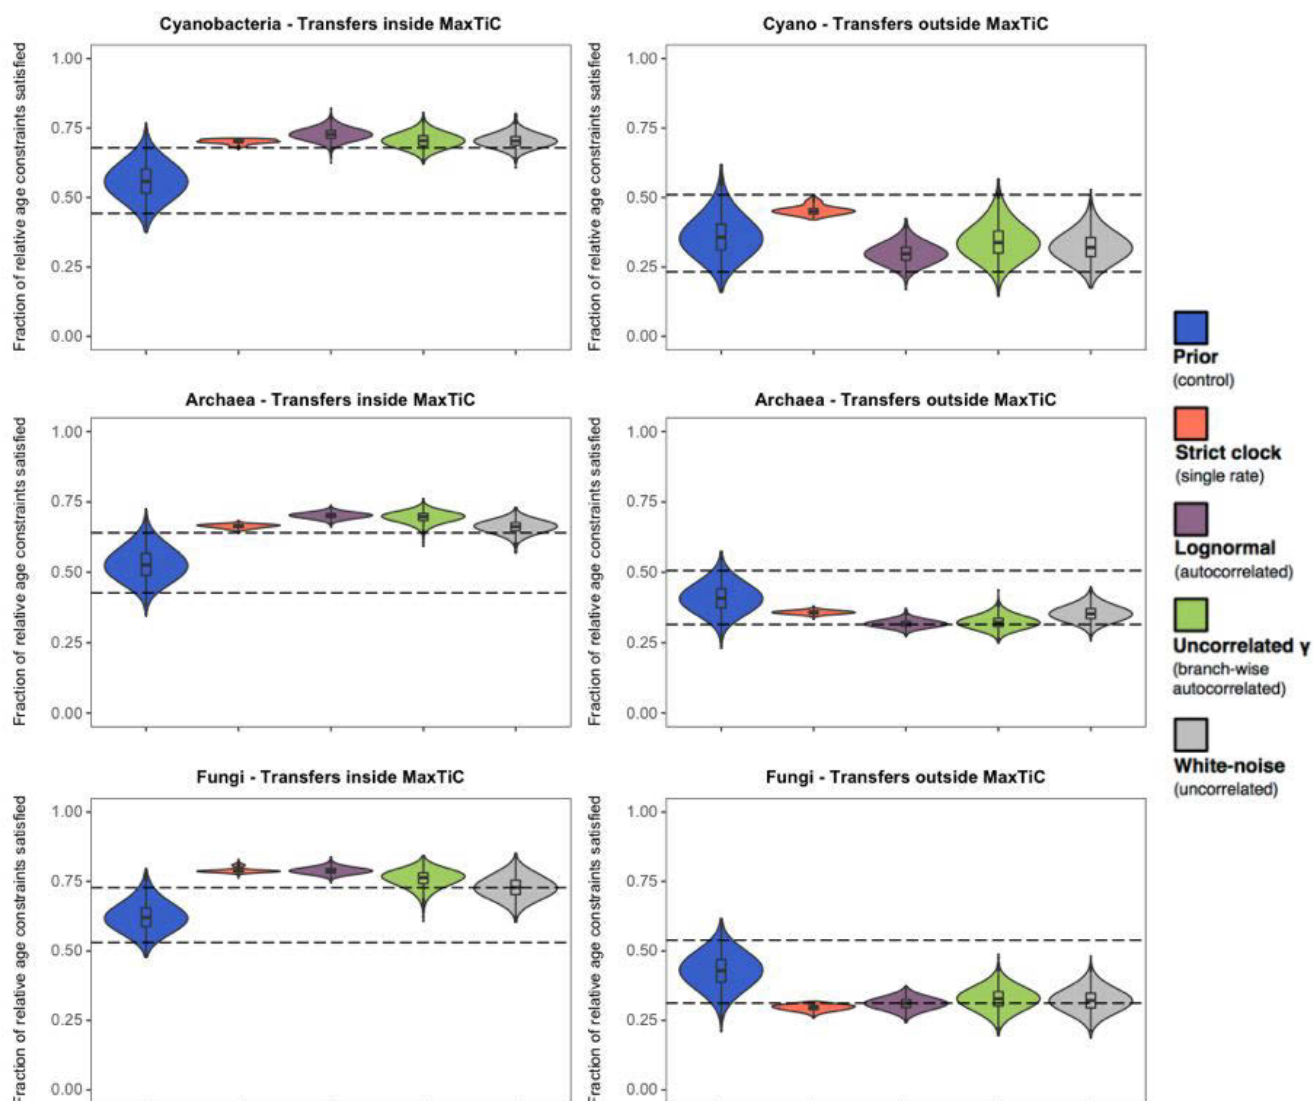 Cyanobacteria - Transfers inside MaxTiC
Fraction of relative age constraints satisfied
1.00
0.75
0.50
0.25
0.00
Cyano - Transfers outside MaxTiC
Fraction of relative age constraints satisfied
1.00
0.75
0.50
0.25
0.00
Archaea - Transfers inside MaxTiC
Fraction of relative age constraints satisfied
1.00
0.75
0.50
0.25
0.00
Archaea - Transfers outside MaxTiC
Fraction of relative age constraints satisfied
1.00
0.75
0.50
0.25
0.00
Fungi - Transfers inside MaxTiC
Fraction of relative age constraints satisfied
1.00
0.75
0.50
0.25
0.00
Fungi - Transfers outside MaxTiC
Fraction of relative age constraints satisfied
1.00
0.75
0.50
0.25
0.00
Prior
(control)
Strict clock
(single rate)
Lognormal
(autocorrelated)
Uncorrelated γ
(branch-wise
autocorrelated)
White-noise
(uncorrelated)